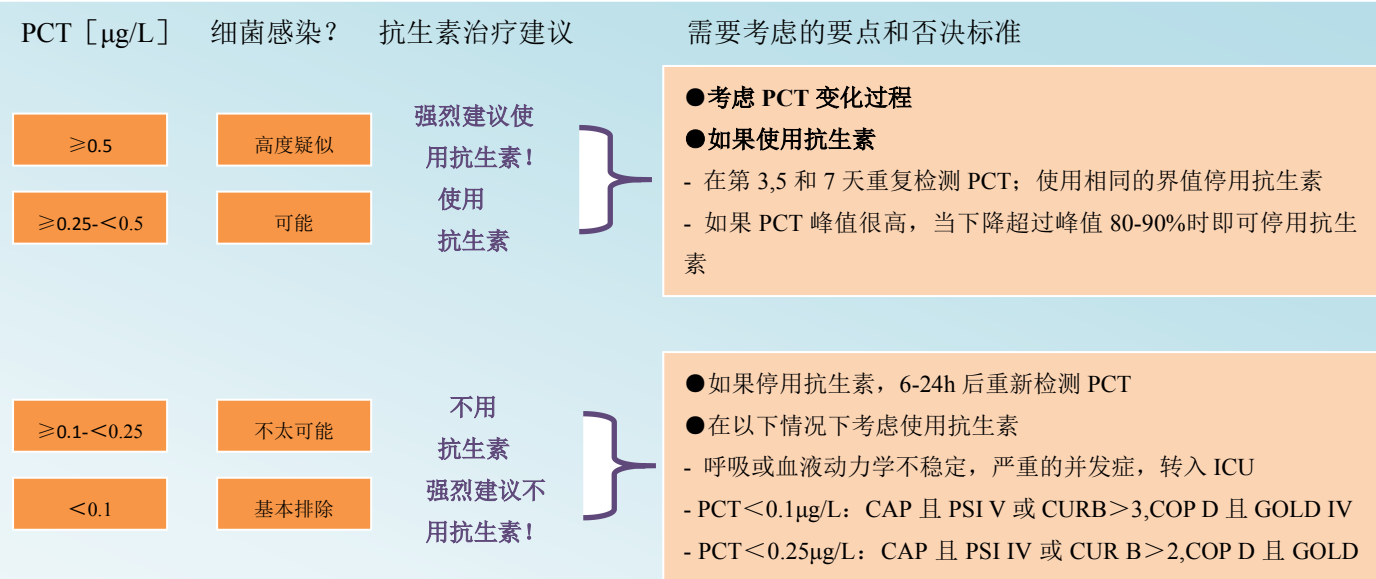 PCT［μg/L］ 细菌感染？ 抗生素治疗建议 需要考虑的要点和否决标准
≥0.5
高度疑似
强烈建议使
用抗生素！
≥0.25-＜0.5
可能
使用
抗生素
●考虑 PCT 变化过程
●如果使用抗生素
- 在第 3,5 和 7 天重复检测 PCT；使用相同的界值停用抗生素
- 如果 PCT 峰值很高，当下降超过峰值 80-90%时即可停用抗生
素
≥0.1-＜0.25
不太可能
不用
抗生素
＜0.1
基本排除
强烈建议不
用抗生素！
●如果停用抗生素，6-24h 后重新检测 PCT
●在以下情况下考虑使用抗生素
- 呼吸或血液动力学不稳定，严重的并发症，转入 ICU
- PCT＜0.1μg/L：CAP 且 PSI V 或 CURB＞3,COP D 且 GOLD IV
- PCT＜0.25μg/L：CAP 且 PSI IV 或 CUR B＞2,COP D 且 GOLD